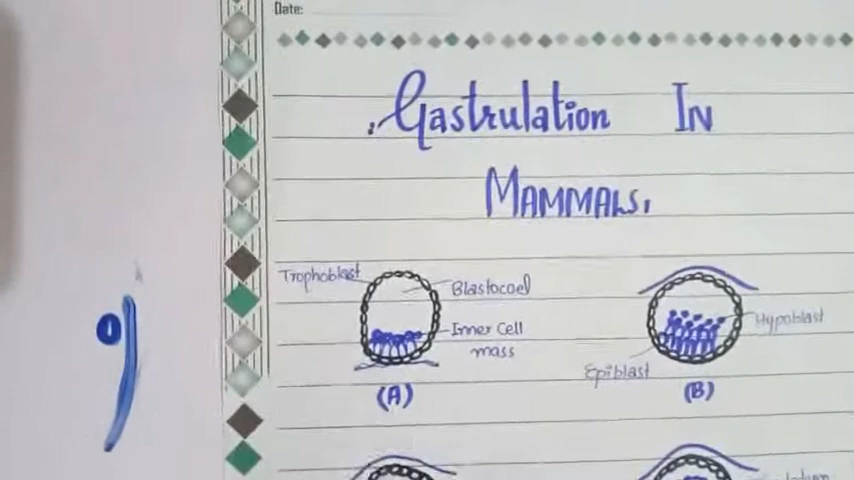 Date:
: Gastrulation In
Mammals.
Trophoblast
Blastocoel
Inner Cell
mass
(A)
Hypoblast
Epiblast
(B)